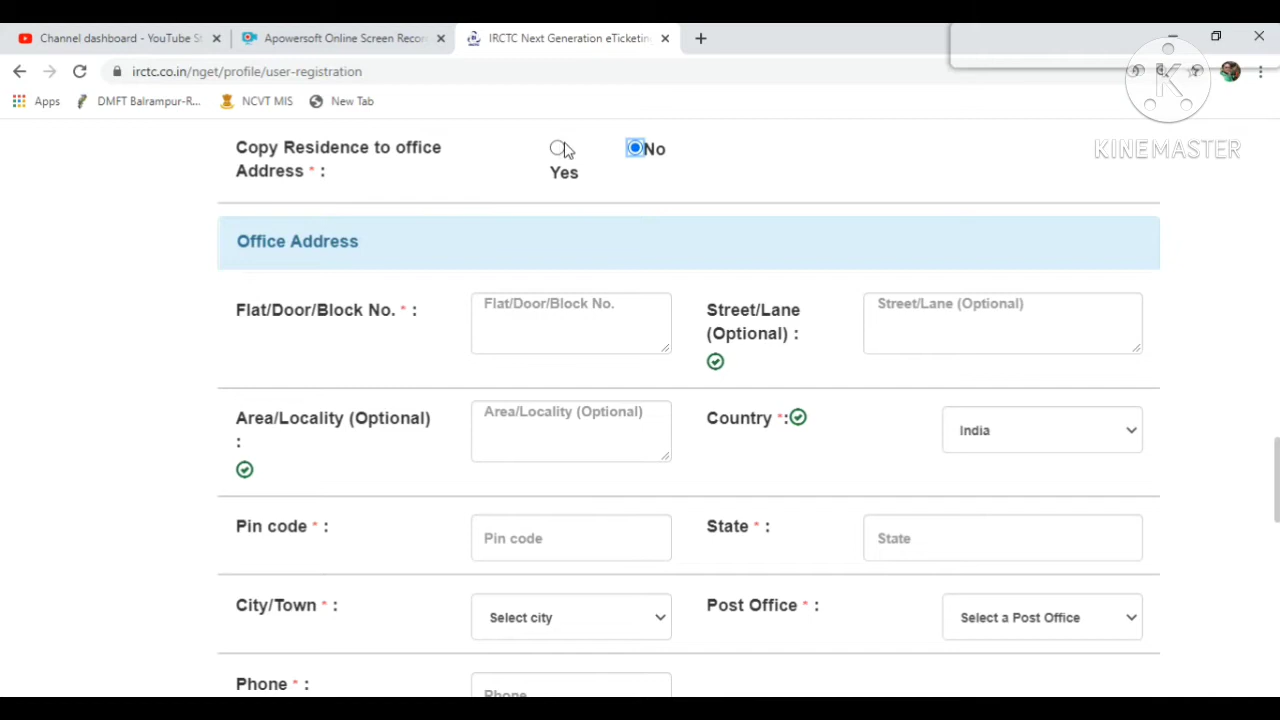 Channel dashboard - YouTube St
Apowersoft Online Screen Record
IRCTC Next Generation eTicketing
irctc.co.in/nget/profile/user-registration
Apps
DMFT Balrampur-R...
NCVT MIS
New Tab
KINEMASTER
Copy Residence to office
Address * :
Yes
No
Office Address
Flat/Door/Block No. * :
Flat/Door/Block No.
Street/Lane
(Optional) :
Street/Lane (Optional)
Area/Locality (Optional)
:
Area/Locality (Optional)
Country * :
India
Pin code * :
Pin code
State * :
State
City/Town * :
Select city
Post Office * :
Select a Post Office
Phone * :
Phone